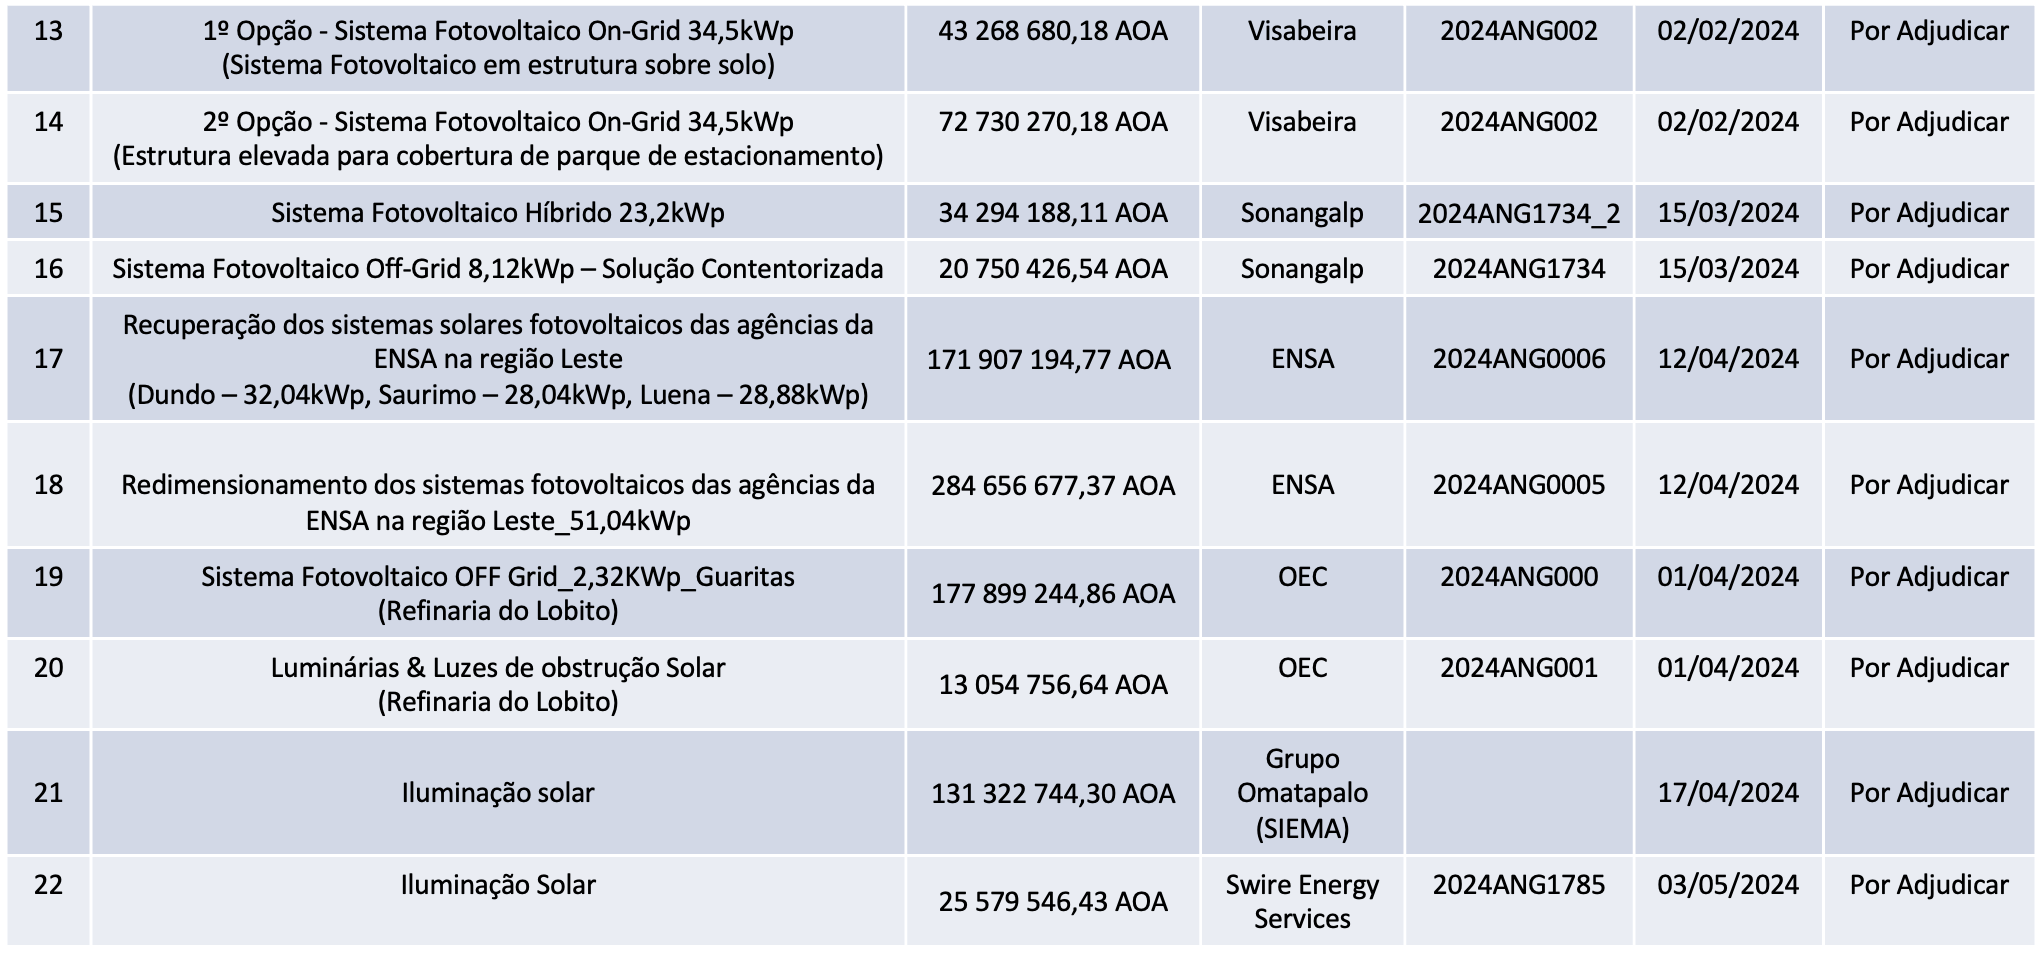 13 1º Opção - Sistema Fotovoltaico On-Grid 34,5kWp 43 268 680,18 AOA Visabeira 2024ANG002 02/02/2024 Por Adjudicar
(Sistema Fotovoltaico em estrutura sobre solo)
14 2º Opção - Sistema Fotovoltaico On-Grid 34,5kWp 72 730 270,18 AOA Visabeira 2024ANG002 02/02/2024 Por Adjudicar
(Estrutura elevada para cobertura de parque de estacionamento)
15 Sistema Fotovoltaico Híbrido 23,2kWp 34 294 188,11 AOA Sonangalp 2024ANG1734_2 15/03/2024 Por Adjudicar
16 Sistema Fotovoltaico Off-Grid 8,12kWp – Solução Contentorizada 20 750 426,54 AOA Sonangalp 2024ANG1734 15/03/2024 Por Adjudicar
Recuperação dos sistemas solares fotovoltaicos das agências da
17 ENSA na região Leste 171 907 194,77 AOA ENSA 2024ANG0006 12/04/2024 Por Adjudicar
(Dundo – 32,04kWp, Saurimo – 28,04kWp, Luena – 28,88kWp)
18 Redimensionamento dos sistemas fotovoltaicos das agências da 284 656 677,37 AOA ENSA 2024ANG0005 12/04/2024 Por Adjudicar
ENSA na região Leste_51,04kWp
19 Sistema Fotovoltaico OFF Grid_2,32KWp_Guaritas 177 899 244,86 AOA OEC 2024ANG000 01/04/2024 Por Adjudicar
(Refinaria do Lobito)
20 Luminárias & Luzes de obstrução Solar 13 054 756,64 AOA OEC 2024ANG001 01/04/2024 Por Adjudicar
(Refinaria do Lobito)
Grupo
21 Iluminação solar 131 322 744,30 AOA Omatapalo 17/04/2024 Por Adjudicar
(SIEMA)
22 Iluminação Solar 25 579 546,43 AOA Swire Energy 2024ANG1785 03/05/2024 Por Adjudicar
Services